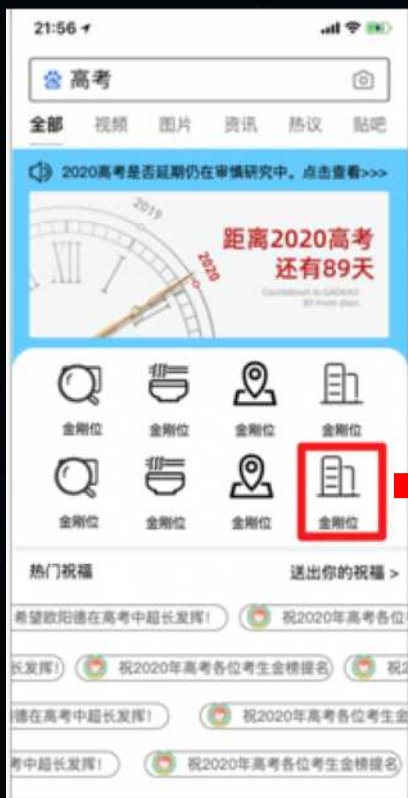 21:56
高考
全部 视频 图片 资讯 热议 贴吧
2020高考是否延期仍在审慎研究中。点击查看>>>
2019
2020
距离2020高考
还有89天
Countdown to GAOKAO
89 more days
金刚位 金刚位 金刚位 金刚位
金刚位 金刚位 金刚位 金刚位
热门祝福 送出你的祝福 >
希望欧阳德在高考中超长发挥! 祝2020年高考各位
长发挥! 祝2020年高考各位考生金榜提名 祝2
德在高考中超长发挥! 祝2020年高考各位考生金
考中超长发挥! 祝2020年高考各位考生金榜提名